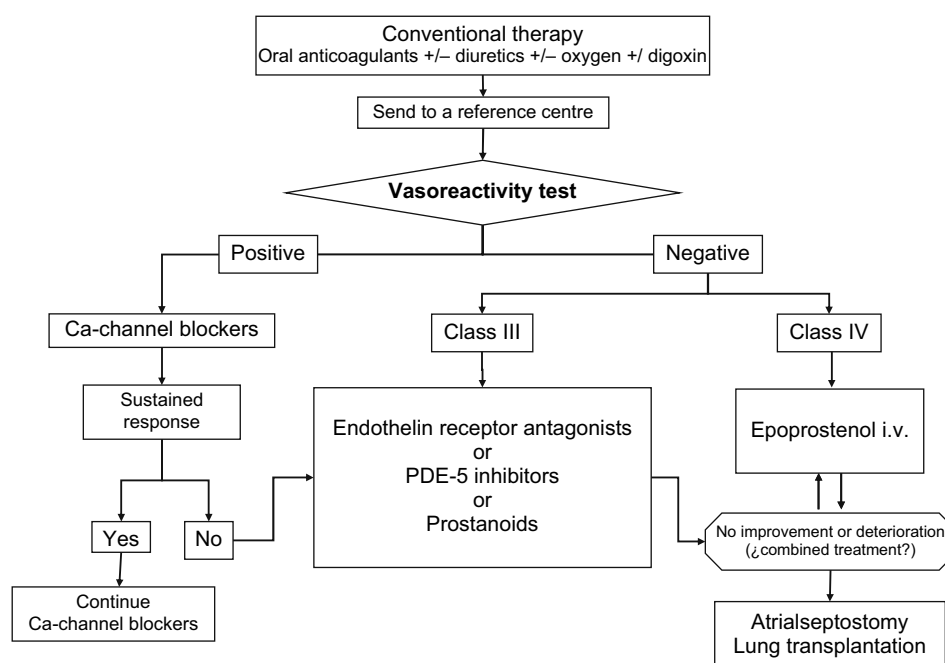 Conventional therapy
Oral anticoagulants +/– diuretics +/– oxygen +/ digoxin
Send to a reference centre
Vasoreactivity test
Positive
Negative
Ca-channel blockers
Class III
Class IV
Sustained
response
Endothelin receptor antagonists
or
PDE-5 inhibitors
or
Prostanoids
Epoprostenol i.v.
Yes
No
No improvement or deterioration
(¿combined treatment?)
Continue
Ca-channel blockers
Atrialseptostomy
Lung transplantation